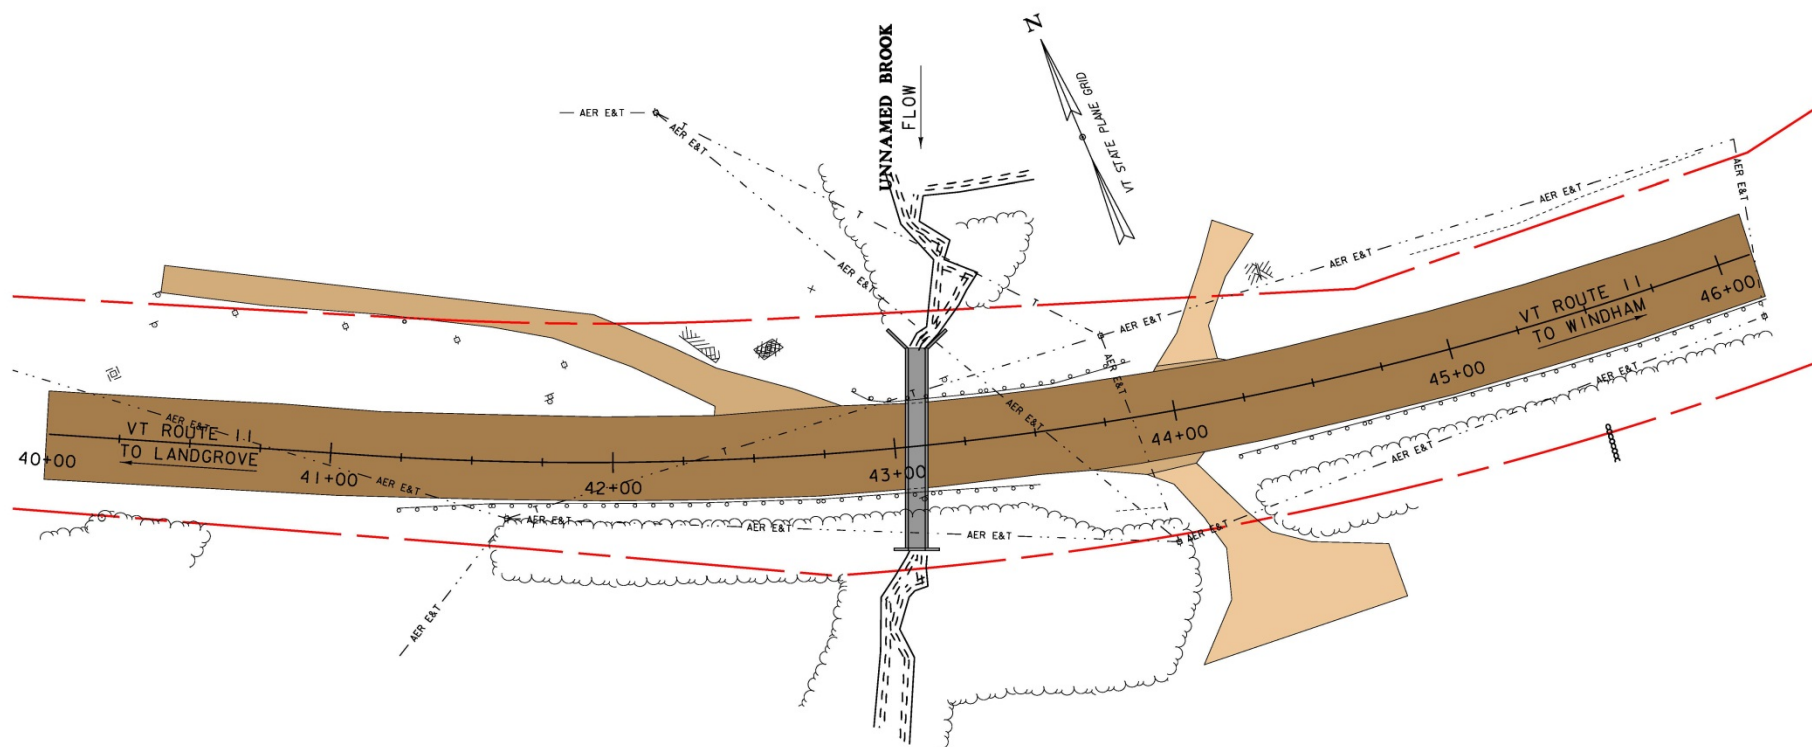 N
VT STATE PLANE GRID
UNNAMED BROOK
FLOW
AER E&T
T
AER E&T
AER E&T
AER E&T
AER E&T
T
AER E&T
T
AER E&T
AER E&T
VT ROUTE 11
TO WINDHAM
46+00
AER E&T
AER E&T
T
AER E&T
VT ROUTE 11
TO LANDGROVE
40+00
41+00
42+00
43+00
44+00
45+00
T
AER E&T
AER E&T
T
AER E&T
AER E&T
AER E&T
AER E&T
AER E&T
AER E&T